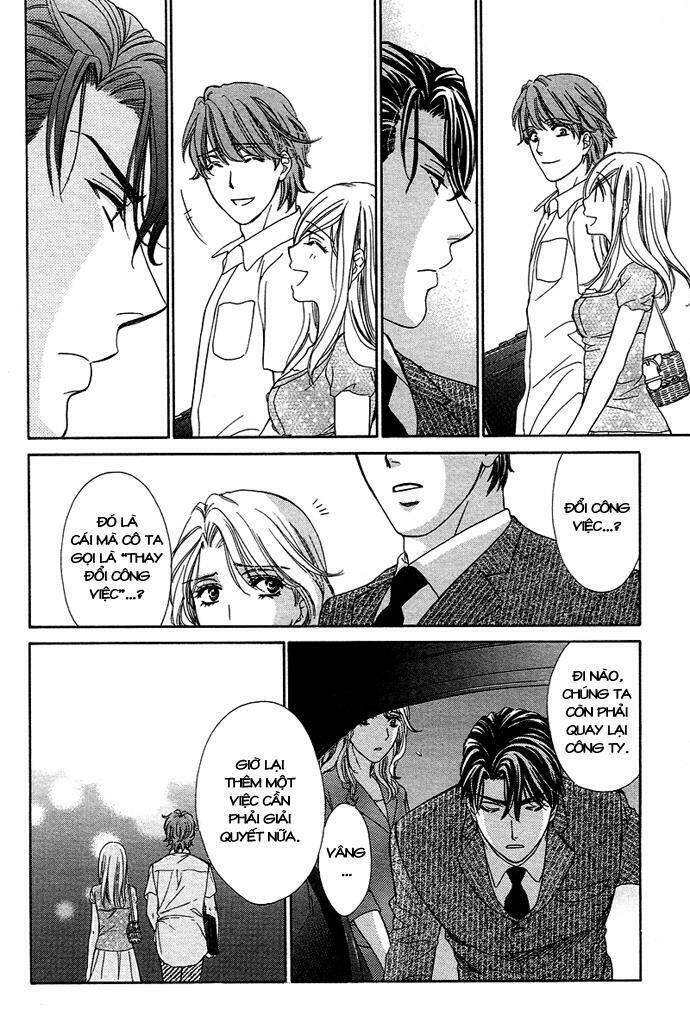 ĐỔI CÔNG
VIỆC...?
ĐÓ LÀ
CÁI MÀ CÔ TA
GỌI LÀ "THAY
ĐỔI CÔNG
VIỆC"...?
ĐI NÀO,
CHÚNG TA
CÒN PHẢI
QUAY LẠI
CÔNG TY.
VÂNG
...
GIỜ LẠI
THÊM MỘT
VIỆC CẦN
PHẢI GIẢI
QUYẾT NỮA.